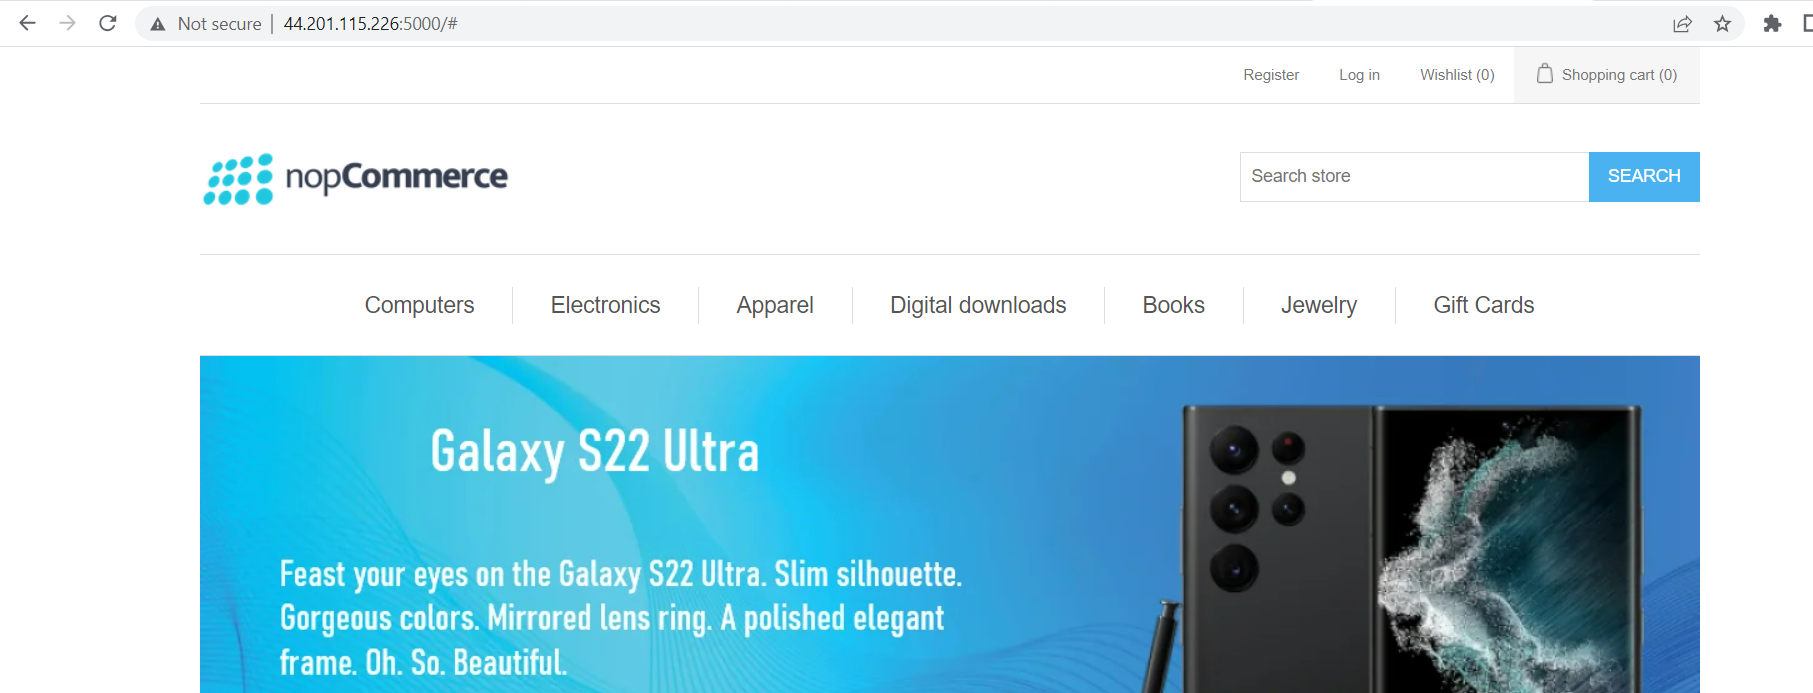 Not secure | 44.201.115.226:5000/#
Register Log in Wishlist (0) Shopping cart (0)
nopCommerce
Search store SEARCH
Computers Electronics Apparel Digital downloads Books Jewelry Gift Cards
Galaxy S22 Ultra
Feast your eyes on the Galaxy S22 Ultra. Slim silhouette.
Gorgeous colors. Mirrored lens ring. A polished elegant
frame. Oh. So. Beautiful.